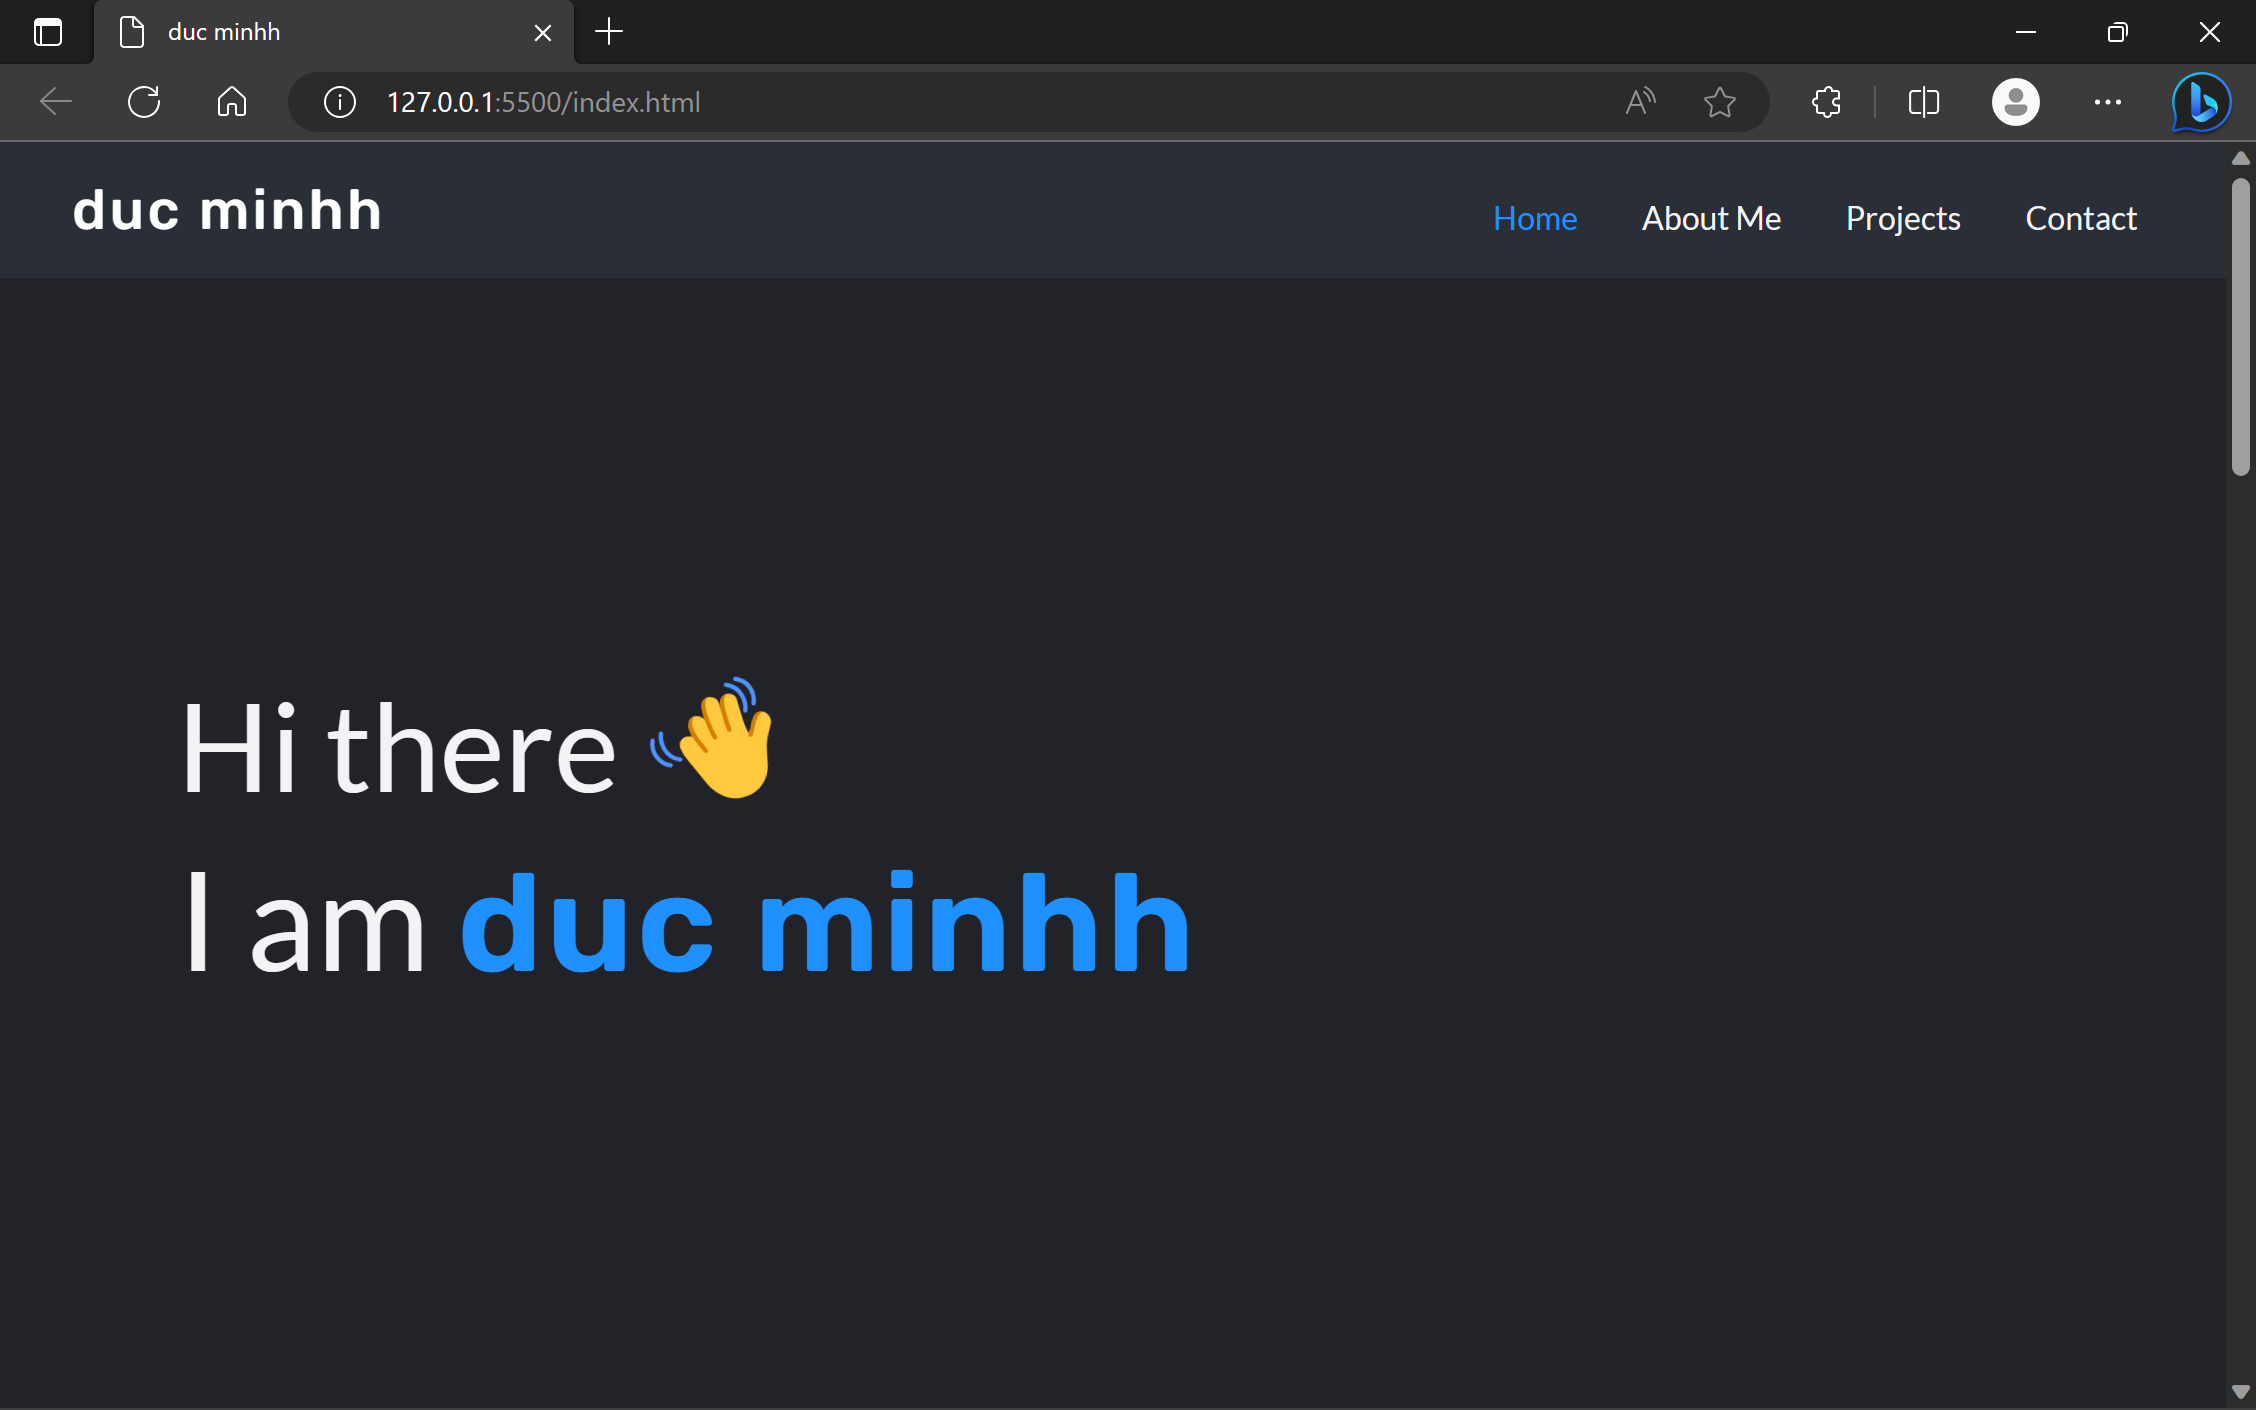 duc minhh
127.0.0.1:5500/index.html
duc minhh
Home About Me Projects Contact
Hi there 👋
I am duc minhh